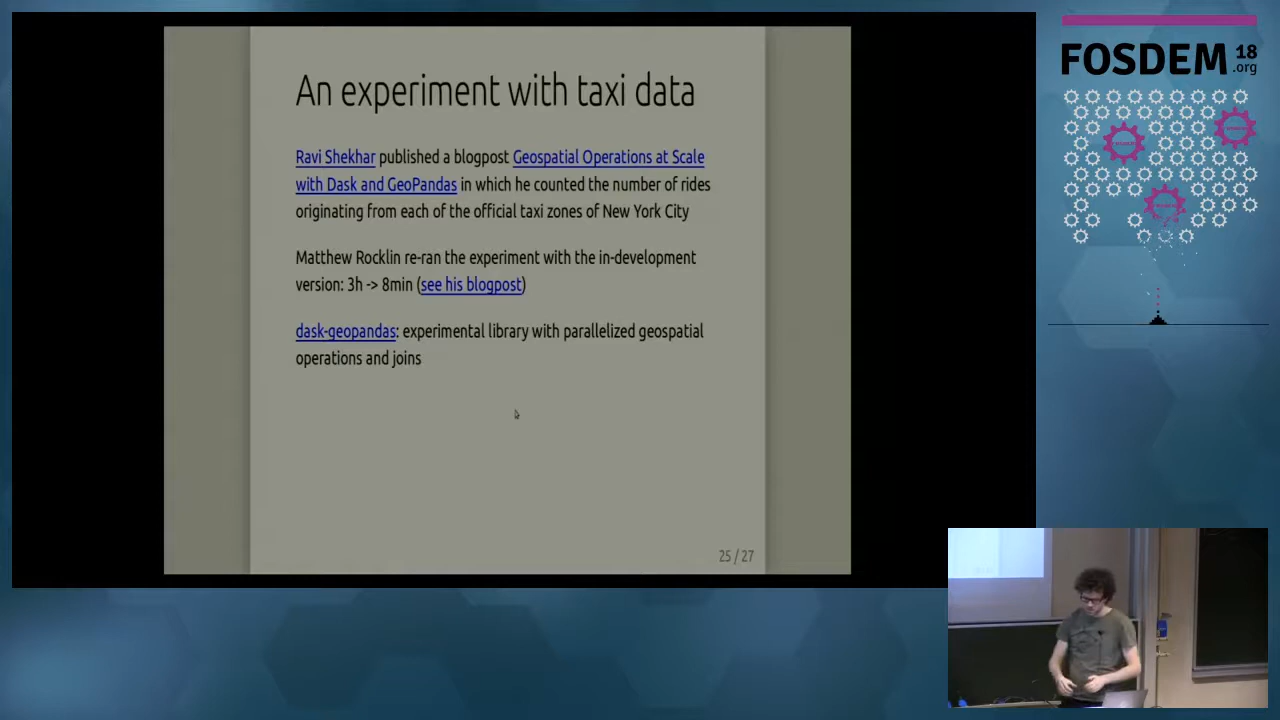 An experiment with taxi data
Ravi Shekhar published a blogpost Geospatial Operations at Scale
with Dask and GeoPandas in which he counted the number of rides
originating from each of the official taxi zones of New York City
Matthew Rocklin re-ran the experiment with the in-development
version: 3h -> 8min (see his blogpost)
dask-geopandas: experimental library with parallelized geospatial
operations and joins
25 / 27
FOSDEM 18
.org